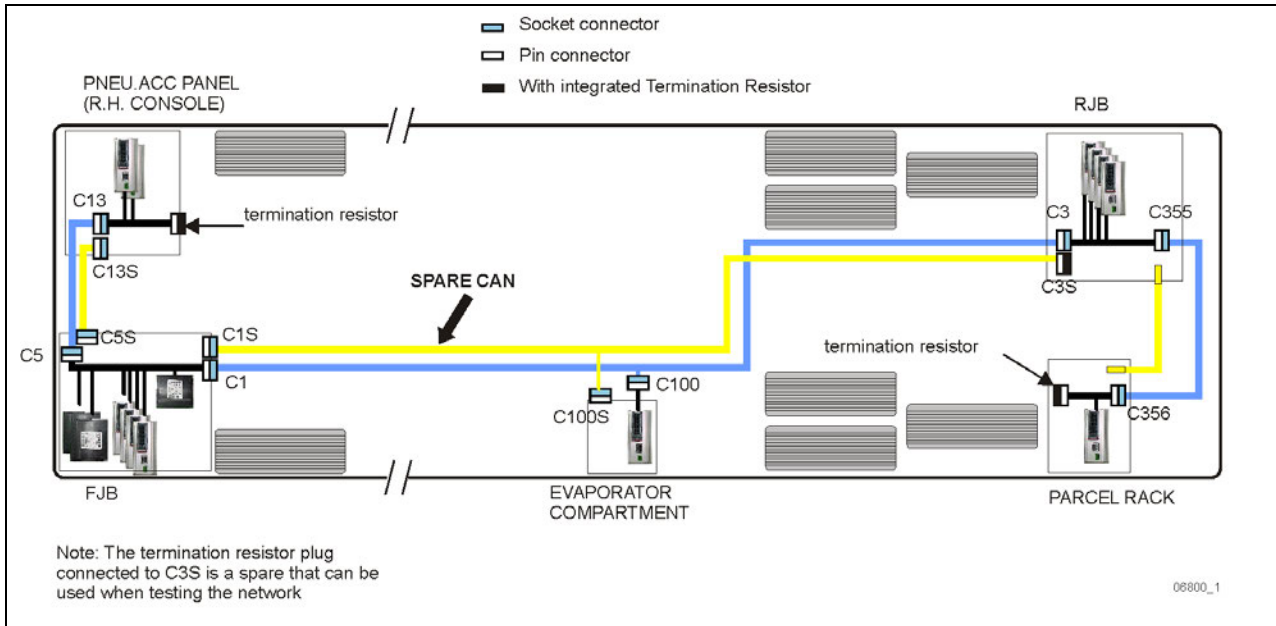 Socket connector
Pin connector
With integrated Termination Resistor
PNEU.ACC PANEL
(R.H. CONSOLE)
RJB
C13
termination resistor
C3
C355
C13S
SPARE CAN
C3S
C5S
C1S
C5
C1
termination resistor
C100
C100S
C356
FJB
EVAPORATOR
COMPARTMENT
PARCEL RACK
Note: The termination resistor plug
connected to C3S is a spare that can be
used when testing the network
06800_1